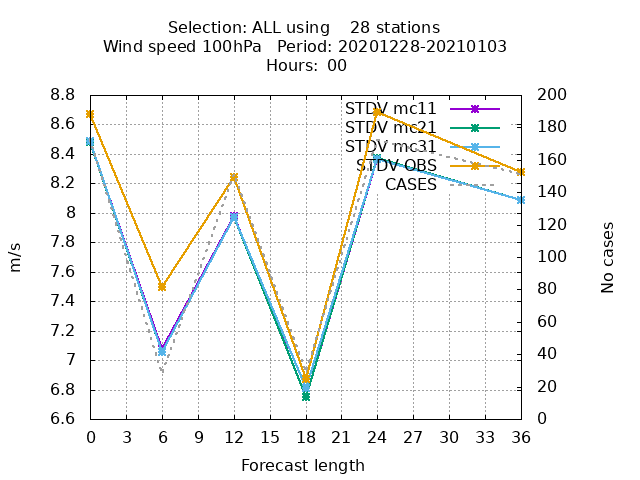 Selection: ALL using 28 stations
Wind speed 100hPa Period: 20201228-20210103
Hours: 00
8.8
8.6
8.4
8.2
8
7.8
7.6
7.4
7.2
7
6.8
6.6
m/s
STDV mc11
STDV mc21
STDV mc31
STDV OBS
CASES
200
180
160
140
120
100
80
60
40
20
0
No cases
0 3 6 9 12 15 18 21 24 27 30 33 36
Forecast length